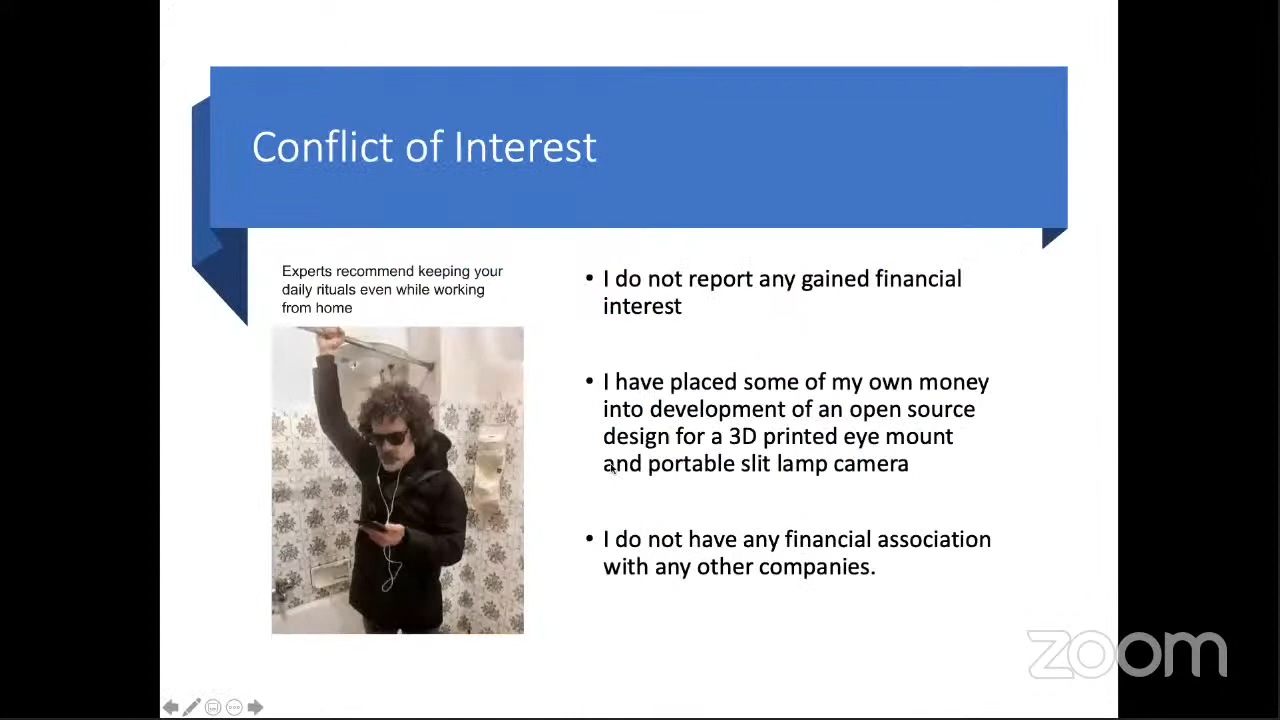 Conflict of Interest
Experts recommend keeping your
daily rituals even while working
from home
• I do not report any gained financial
interest
• I have placed some of my own money
into development of an open source
design for a 3D printed eye mount
and portable slit lamp camera
• I do not have any financial association
with any other companies.
zoom